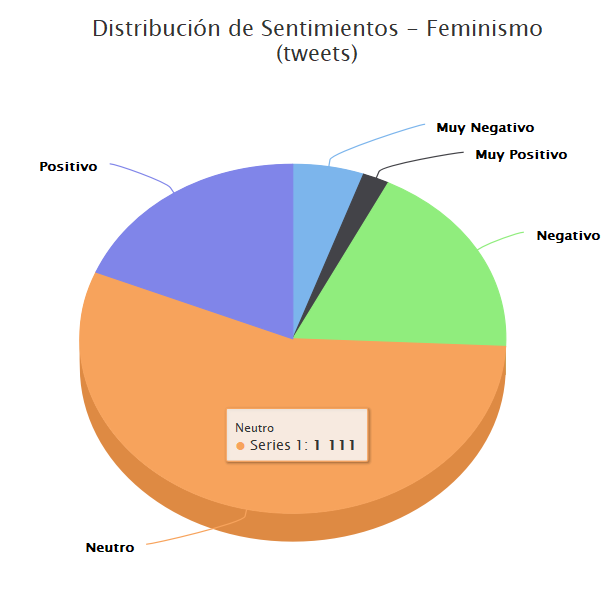 Distribución de Sentimientos - Feminismo
(tweets)
Muy Negativo
Muy Positivo
Positivo
Negativo
Neutro
Series 1: 1 111
Neutro